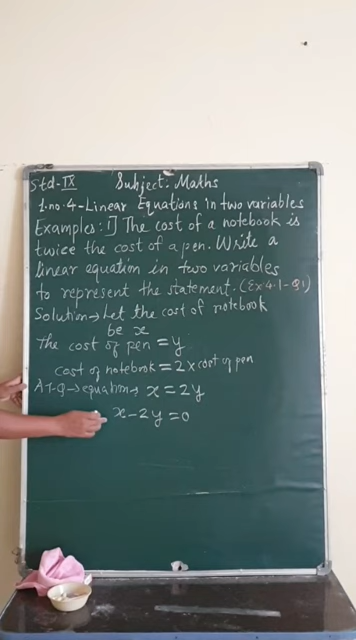 Std-IX Subject: Maths
L.no.4-Linear Equations in two variables
Examples: 1] The cost of a notebook is
twice the cost of a pen. Write a
linear equation in two variables
to represent the statement. (Ex:4.1-Q1)
Solution→Let the cost of notebook
be x
The cost of pen = y
cost of notebook = 2x cost of pen
A.T.Q→equation→ x = 2y
x - 2y = 0